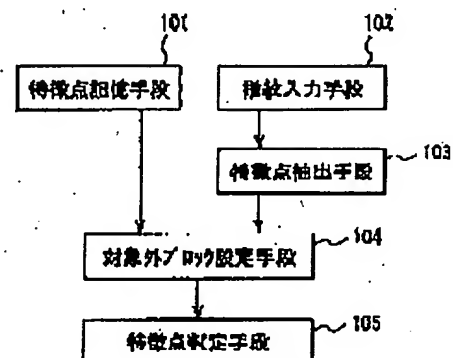 101
102
特徴点記憶手段
指紋入力手段
特徴点抽出手段
103
対象外ブロック設定手段
104
特徴点判定手段
105